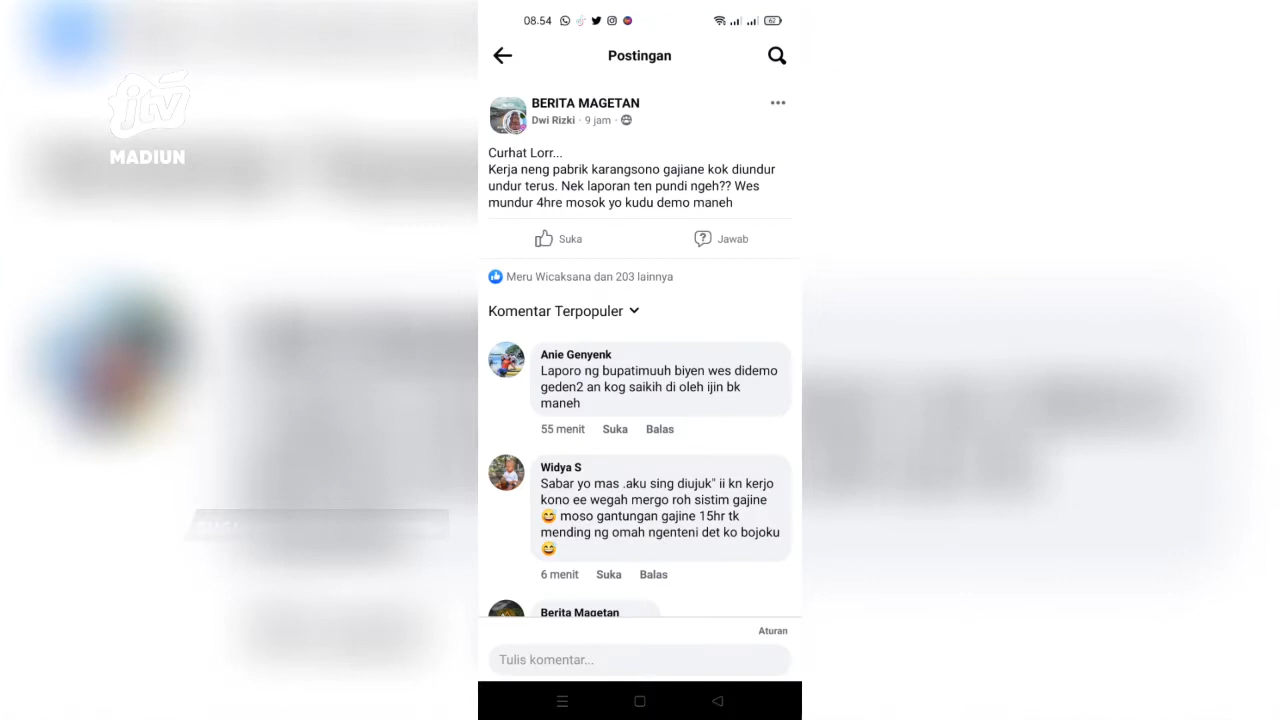 08.54
62
Postingan
jtv
MADIUN
BERITA MAGETAN
Dwi Rizki · 9 jam ·
Curhat Lorr...
Kerja neng pabrik karangsono gajiane kok diundur
undur terus. Nek laporan ten pundi ngeh?? Wes
mundur 4hre mosok yo kudu demo maneh
Suka
Jawab
Meru Wicaksana dan 203 lainnya
Komentar Terpopuler
Anie Genyenk
Laporo ng bupatimuuh biyen wes didemo
geden2 an kog saikih di oleh ijin bk
maneh
55 menit Suka Balas
Widya S
Sabar yo mas .aku sing diujuk" ii kn kerjo
kono ee wegah mergo roh sistim gajine
😄 moso gantungan gajine 15hr tk
mending ng omah ngenteni det ko bojoku
😅
6 menit Suka Balas
Berita Magetan
Aturan
Tulis komentar...